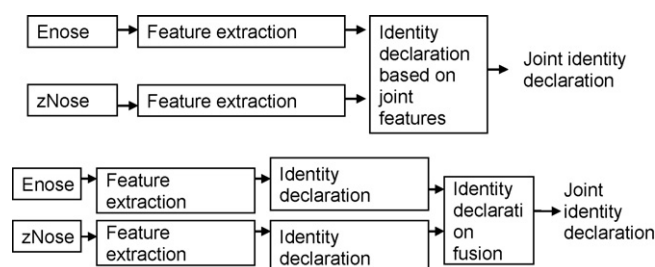 Enose
Feature extraction
Identity
declaration
based on
joint
features
Joint identity
declaration
zNose
Feature extraction
Enose
Feature
extraction
Identity
declaration
Identity
declarati
on
fusion
Joint
identity
declaration
zNose
Feature
extraction
Identity
declaration